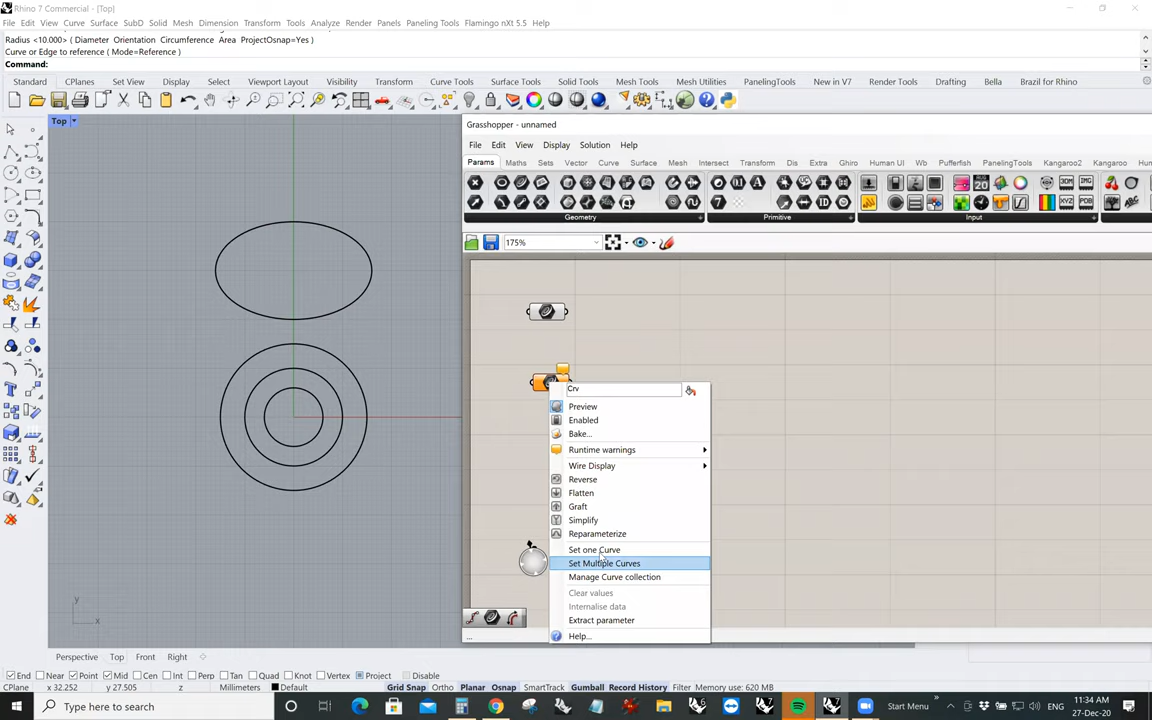 Rhino 7 Commercial - [Top]
File Edit View Curve Surface SubD Solid Mesh Dimension Transform Tools Analyze Render Panels Paneling Tools Flamingo nXt 5.5 Help
Radius <10.000> ( Diameter Orientation Circumference Area ProjectOsnap=Yes )
Curve or Edge to reference ( Mode=Reference )
Command:
Standard CPlanes Set View Display Select Viewport Layout Visibility Transform Curve Tools Surface Tools Solid Tools Mesh Tools Mesh Utilities PanelingTools New in V7 Render Tools Drafting Bella Brazil for Rhino
Top
Grasshopper - unnamed
File Edit View Display Solution Help
Params Maths Sets Vector Curve Surface Mesh Intersect Transform Dis Extra Ghiro Human UI Wb Pufferfish PanelingTools Kangaroo2 Kangaroo
Geometry Primitive Input
175%
Crv
Preview
Enabled
Bake...
Runtime warnings
Wire Display
Reverse
Flatten
Graft
Simplify
Reparameterize
Set one Curve
Set Multiple Curves
Manage Curve collection
Clear values
Internalise data
Extract parameter
Help...
y
x
...
Perspective Top Front Right
End Near Point Mid Cen Int Perp Tan Quad Knot Vertex Project Disable
CPlane x 32.252 y 27.505 z Millimeters Default Grid Snap Ortho Planar Osnap SmartTrack Gumball Record History Filter Memory use: 620 MB
Type here to search
Start Menu
ENG
11:34 AM
27-Dec-20